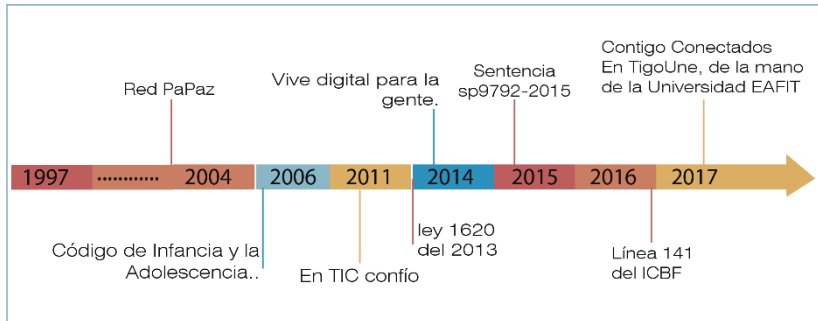 Contigo Conectados
En TigoUne, de la mano
de la Universidad EAFIT
Sentencia
sp9792-2015
Vive digital para la
gente.
Red PaPaz
1997 ............ 2004 2006 2011 2014 2015 2016 2017
ley 1620
del 2013
Código de Infancia y la
Adolescencia..
En TIC confío
Línea 141
del ICBF